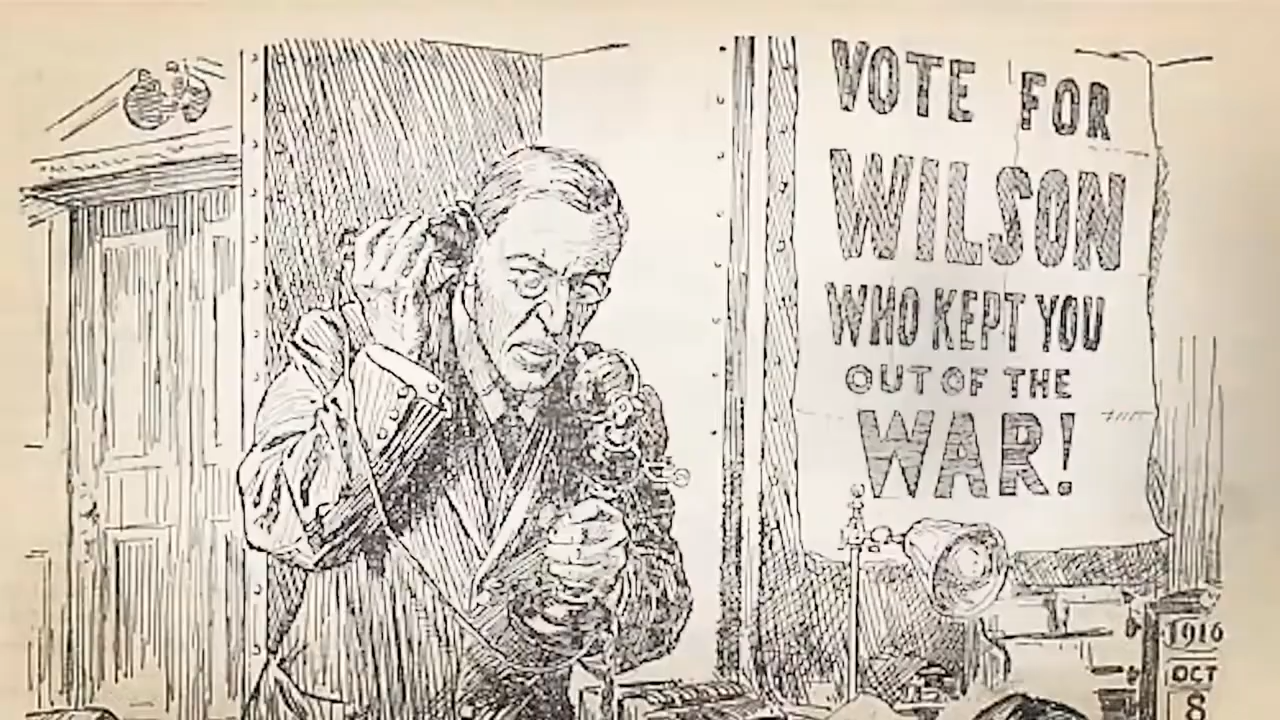 VOTE FOR
WILSON
WHO KEPT YOU
OUT OF THE
WAR!
1916
OCT
8